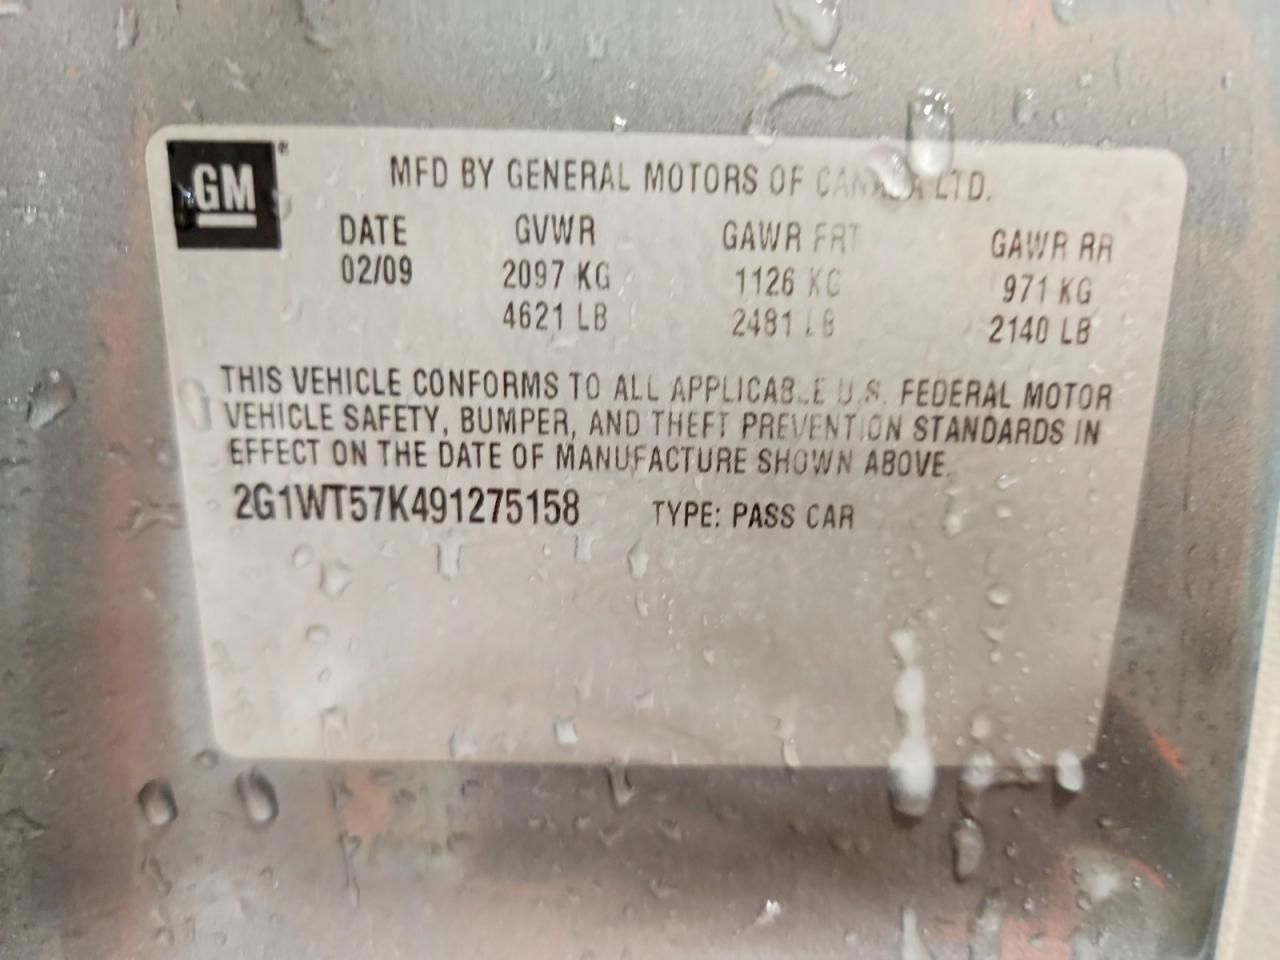 GM®
MFD BY GENERAL MOTORS OF CANADA LTD.
DATE GVWR GAWR FRT GAWR RR
02/09 2097 KG 1126 KG 971 KG
4621 LB 2481 LB 2140 LB
THIS VEHICLE CONFORMS TO ALL APPLICABLE U.S. FEDERAL MOTOR
VEHICLE SAFETY, BUMPER, AND THEFT PREVENTION STANDARDS IN
EFFECT ON THE DATE OF MANUFACTURE SHOWN ABOVE.
2G1WT57K491275158 TYPE: PASS CAR